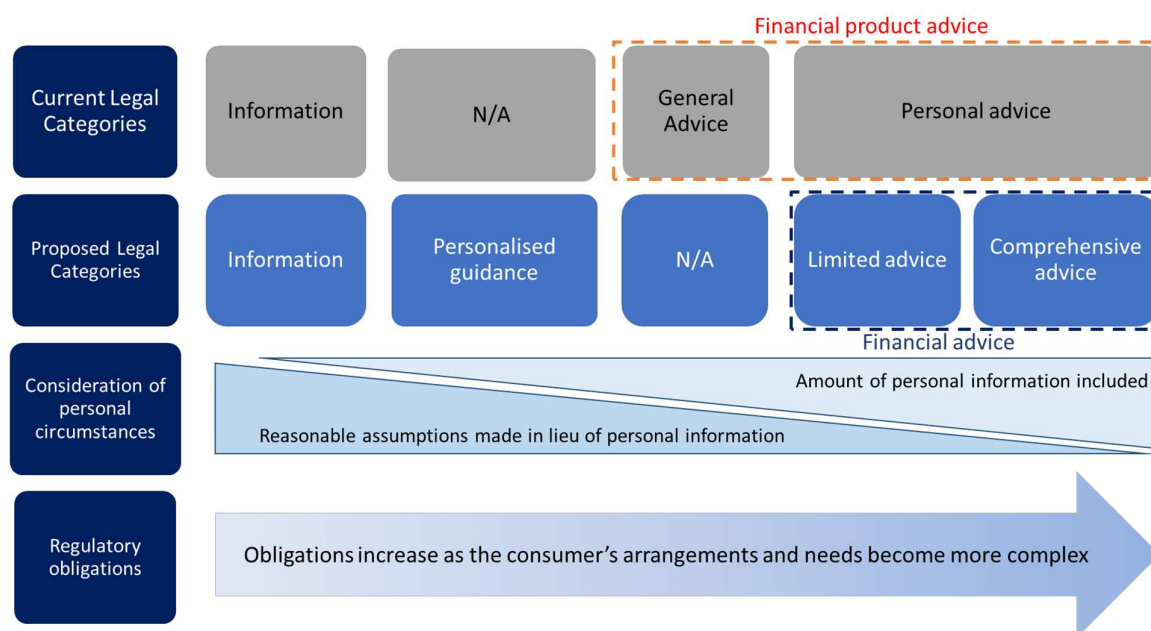 Financial product advice
Current Legal
Categories
Information
N/A
General
Advice
Personal advice
Proposed Legal
Categories
Information
Personalised
guidance
N/A
Limited advice
Comprehensive
advice
Financial advice
Consideration of
personal
circumstances
Amount of personal information included
Reasonable assumptions made in lieu of personal information
Regulatory
obligations
Obligations increase as the consumer's arrangements and needs become more complex